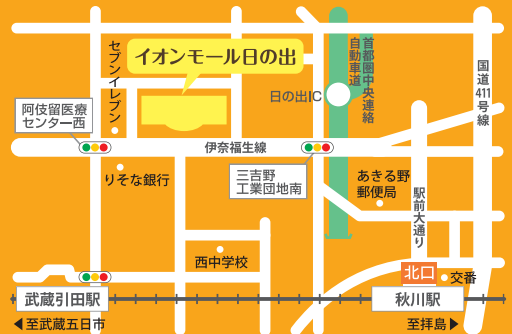 セブンイレブン
イオンモール日の出
首都圏中央連絡
自動車道
国道411号線
日の出IC
阿伎留医療
センター西
伊奈福生線
りそな銀行
三吉野
工業団地南
あきる野
郵便局
駅前大通り
西中学校
北口
交番
武蔵引田駅
秋川駅
◀至武蔵五日市
至拝島▶